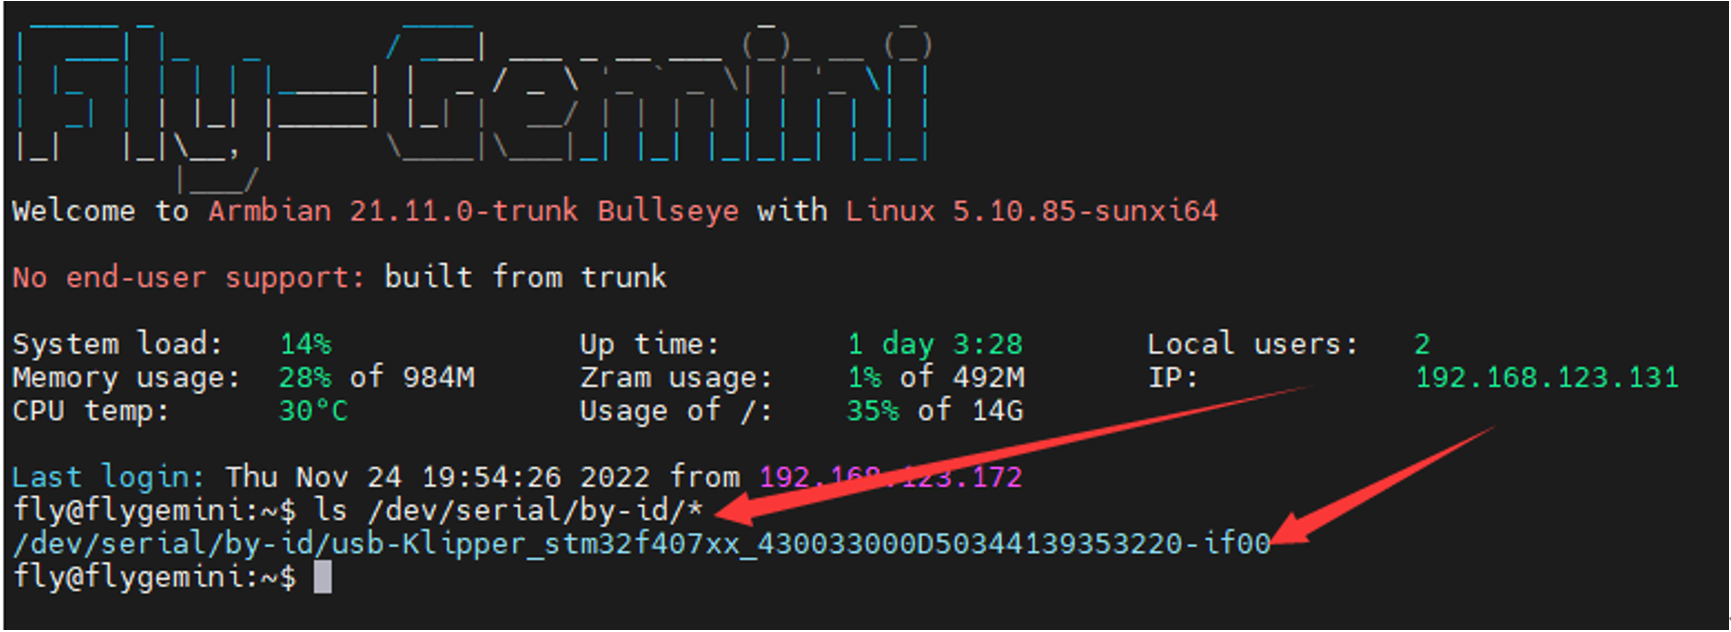 Fly-Gemini
Welcome to Armbian 21.11.0-trunk Bullseye with Linux 5.10.85-sunxi64
No end-user support: built from trunk
System load: 14% Up time: 1 day 3:28 Local users: 2
Memory usage: 28% of 984M Zram usage: 1% of 492M IP: 192.168.123.131
CPU temp: 30°C Usage of /: 35% of 14G
Last login: Thu Nov 24 19:54:26 2022 from 192.168.123.172
fly@flygemini:~$ ls /dev/serial/by-id/*
/dev/serial/by-id/usb-Klipper_stm32f407xx_430033000D50344139353220-if00
fly@flygemini:~$